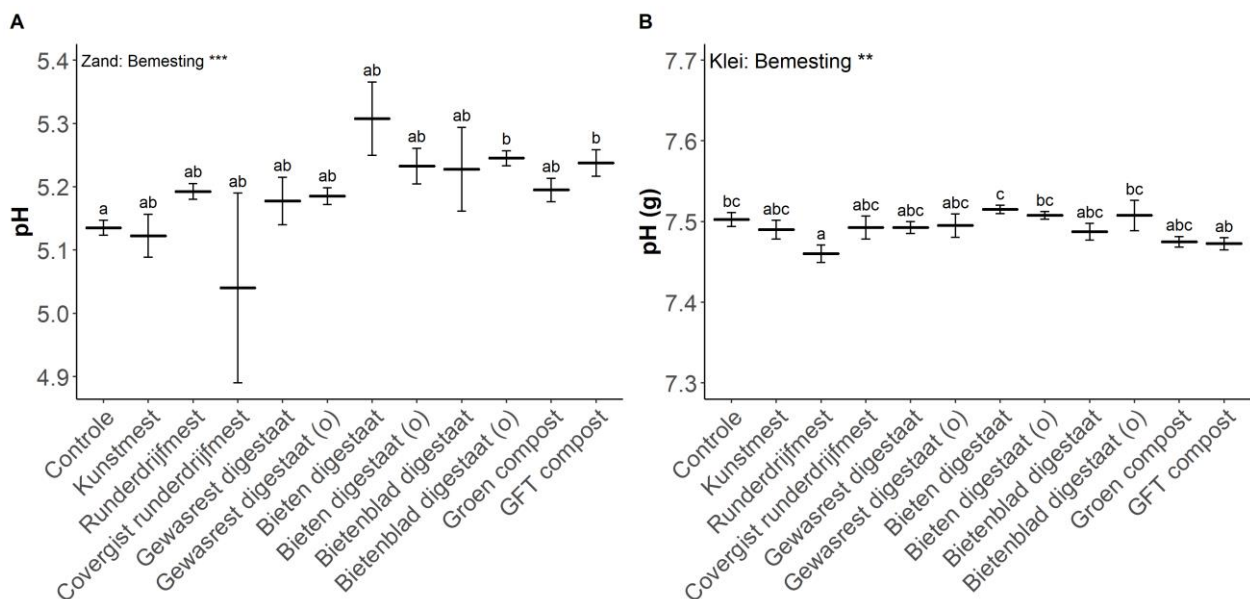 A
Zand: Bemesting ***
pH
5.4
5.3
5.2
5.1
5.0
4.9
a
ab
ab
ab
ab
ab
ab
ab
ab
b
ab
b
Controle
Kunstmest
Runderdrijfmest
Covergist runderdrijfmest
Gewasrest digestaat
Gewasrest digestaat (o)
Bieten digestaat
Bieten digestaat (o)
Bietenblad digestaat
Bietenblad digestaat (o)
Groen compost
GFT compost
B
Klei: Bemesting **
pH (g)
7.7
7.6
7.5
7.4
7.3
bc
abc
a
abc
abc
abc
c
bc
abc
bc
abc
ab
Controle
Kunstmest
Runderdrijfmest
Covergist runderdrijfmest
Gewasrest digestaat
Gewasrest digestaat (o)
Bieten digestaat
Bieten digestaat (o)
Bietenblad digestaat
Bietenblad digestaat (o)
Groen compost
GFT compost